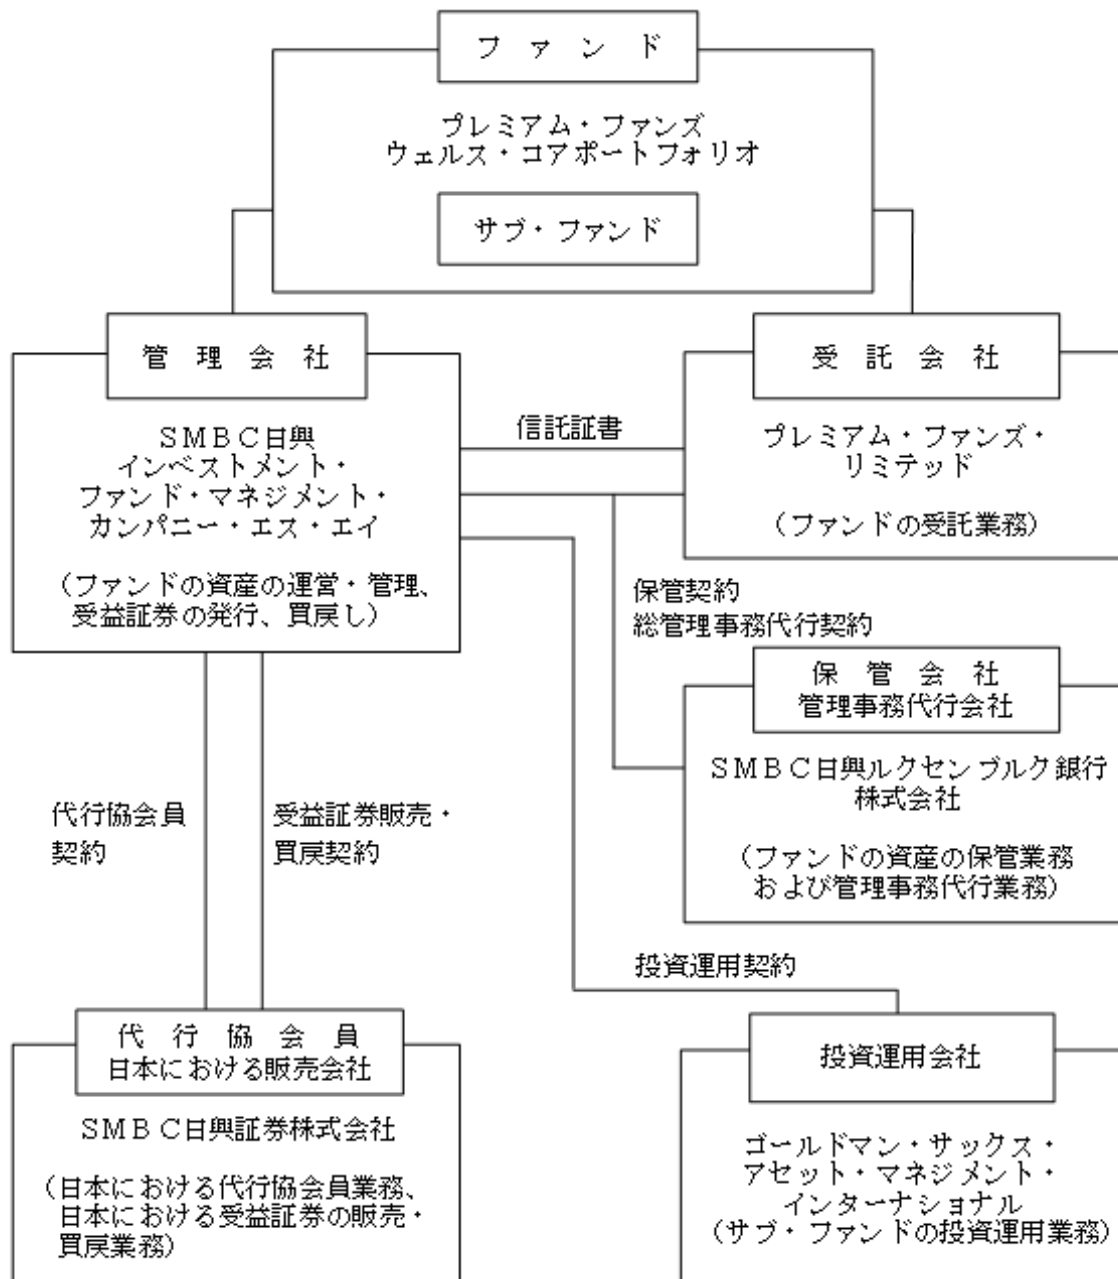 ファンド
プレミアム・ファンズ
ウェルス・コアポートフォリオ
サブ・ファンド
管理会社
SMBC日興
インベストメント・
ファンド・マネジメント・
カンパニー・エス・エイ
（ファンドの資産の運営・管理、
受益証券の発行、買戻し）
信託証書
受託会社
プレミアム・ファンズ・
リミテッド
（ファンドの受託業務）
保管契約
総管理事務代行契約
保管会社
管理事務代行会社
SMBC日興ルクセンブルク銀行
株式会社
（ファンドの資産の保管業務
および管理事務代行業務）
代行協会員
契約
受益証券販売・
買戻契約
投資運用契約
代行協会員
日本における販売会社
SMBC日興証券株式会社
（日本における代行協会員業務、
日本における受益証券の販売・
買戻業務）
投資運用会社
ゴールドマン・サックス・
アセット・マネジメント・
インターナショナル
（サブ・ファンドの投資運用業務）